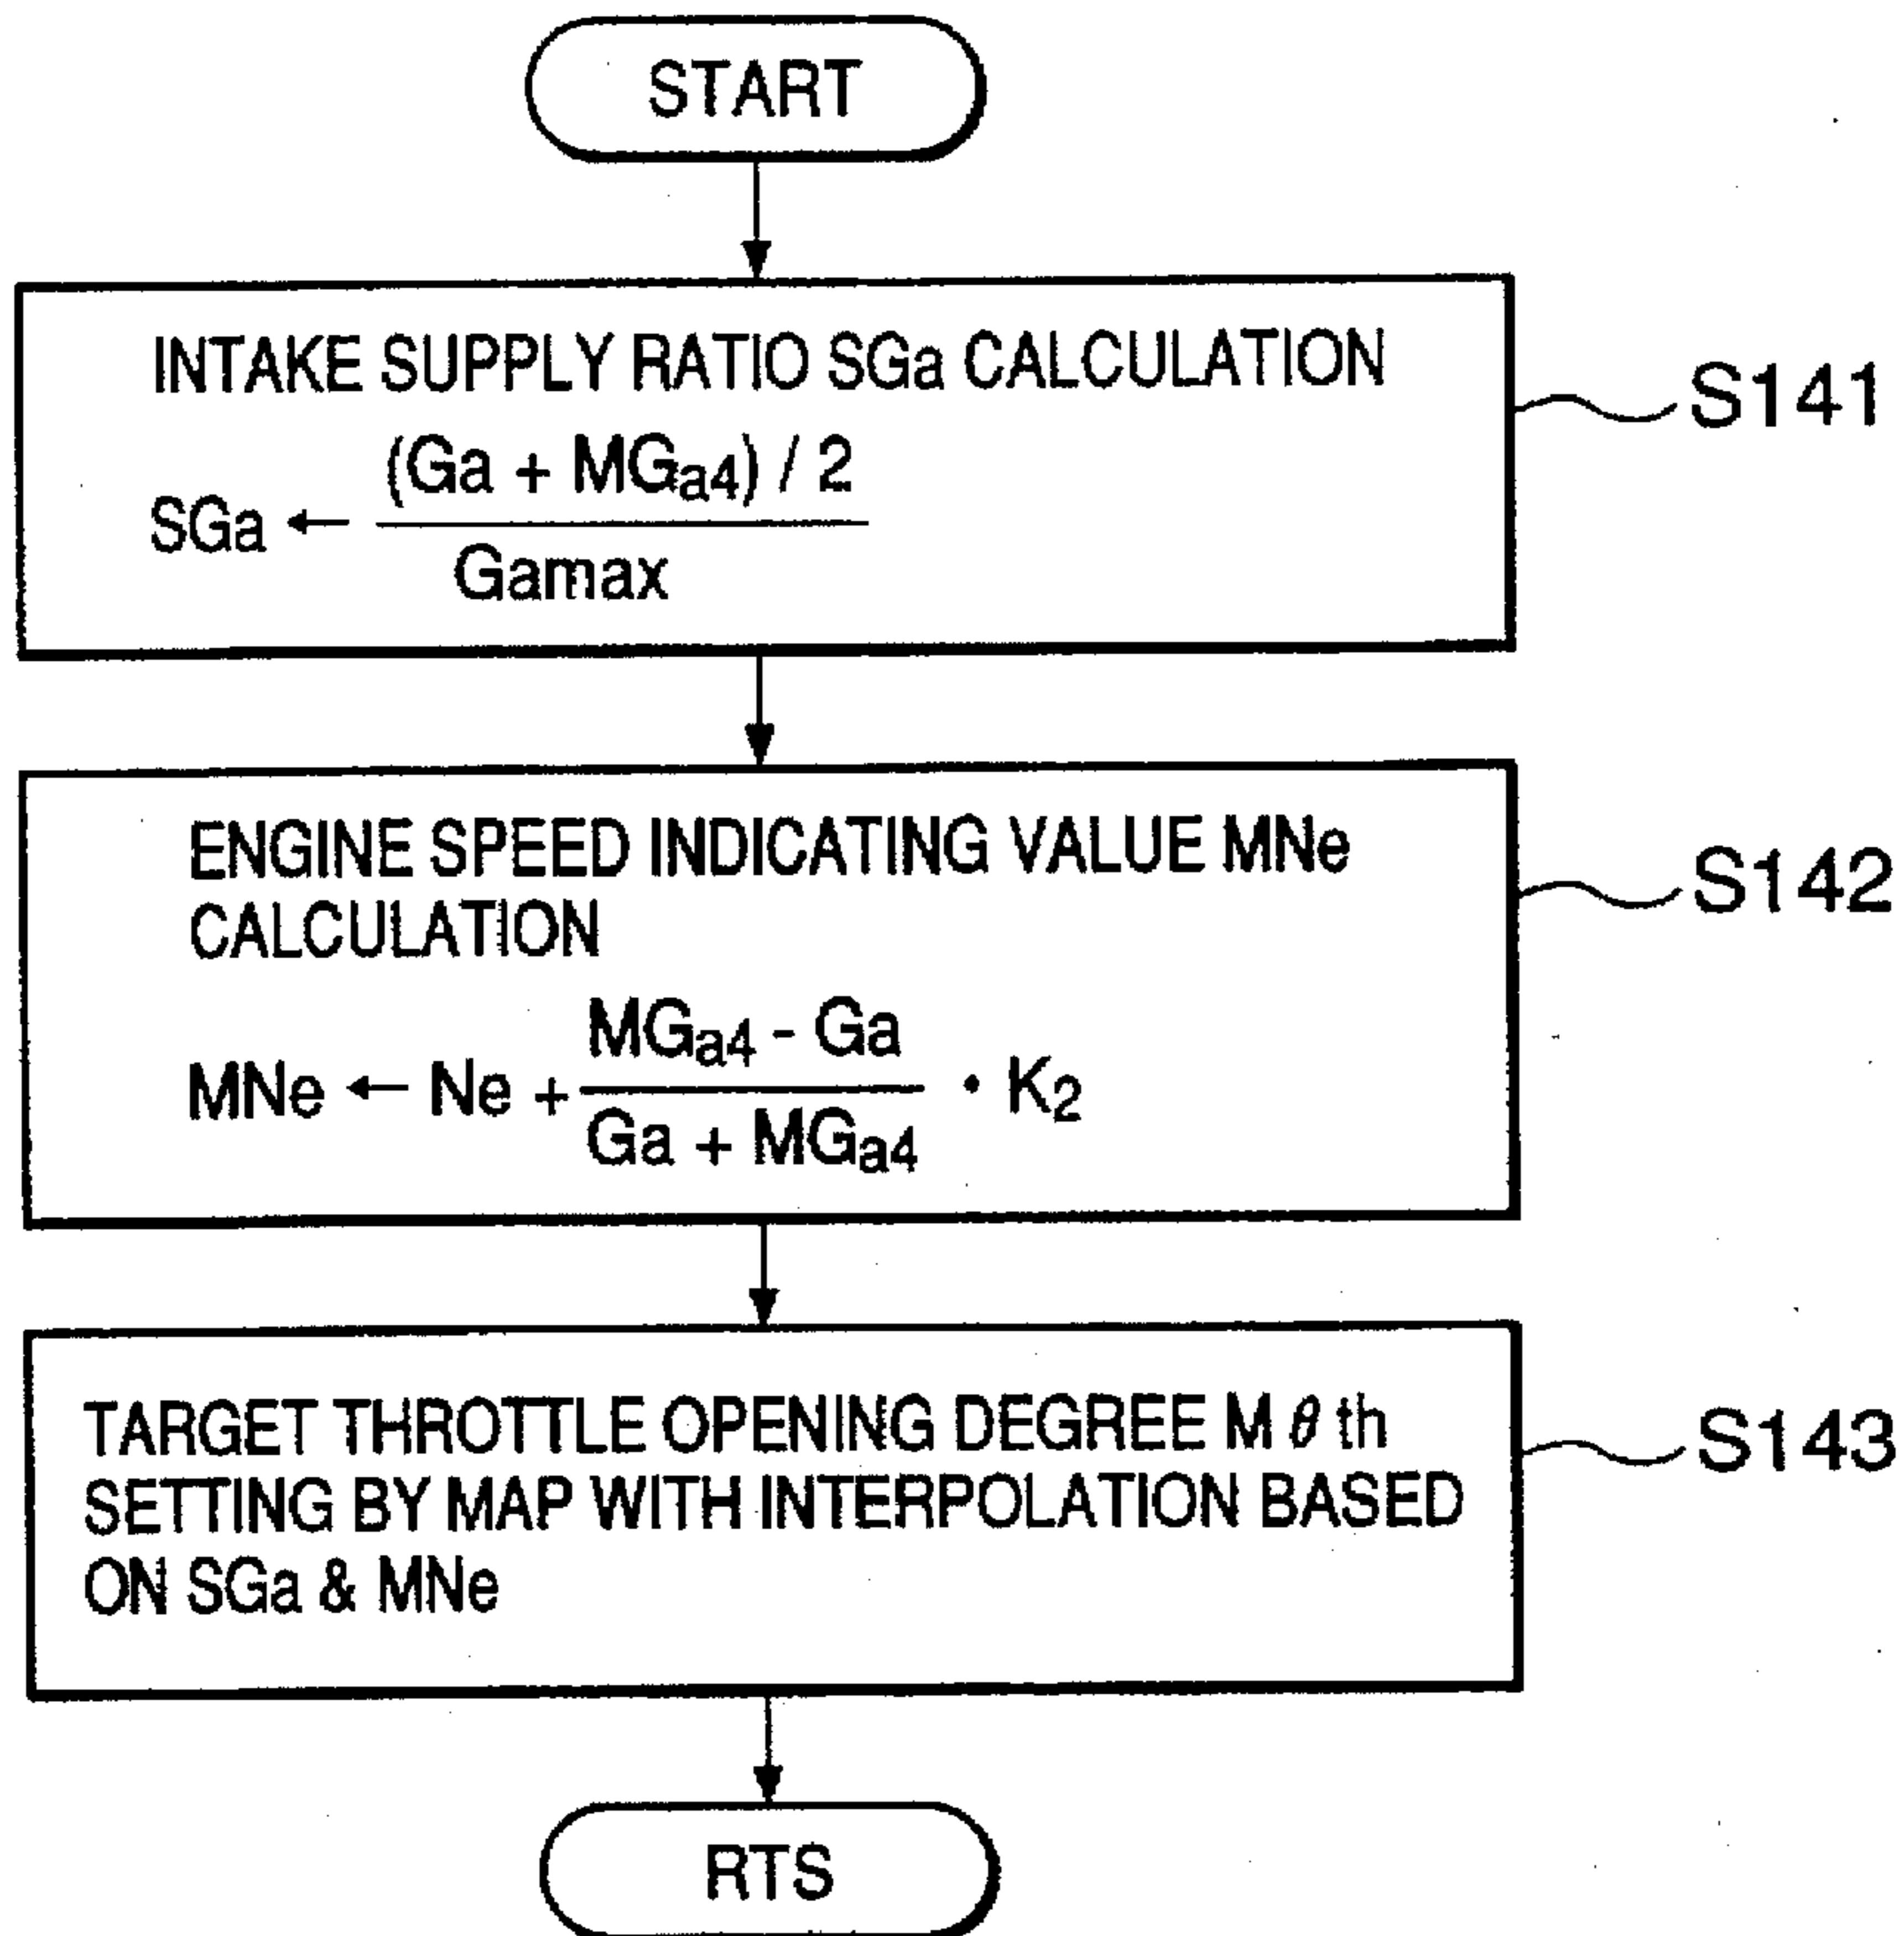 START
INTAKE SUPPLY RATIO SGa CALCULATION
SGa ← (Ga + MGa4) / 2
Gamax
S141
ENGINE SPEED INDICATING VALUE MNe
CALCULATION
MNe ← Ne + MGa4 - Ga
Ga + MGa4 • K2
S142
TARGET THROTTLE OPENING DEGREE M θ th
SETTING BY MAP WITH INTERPOLATION BASED
ON SGa & MNe
S143
RTS